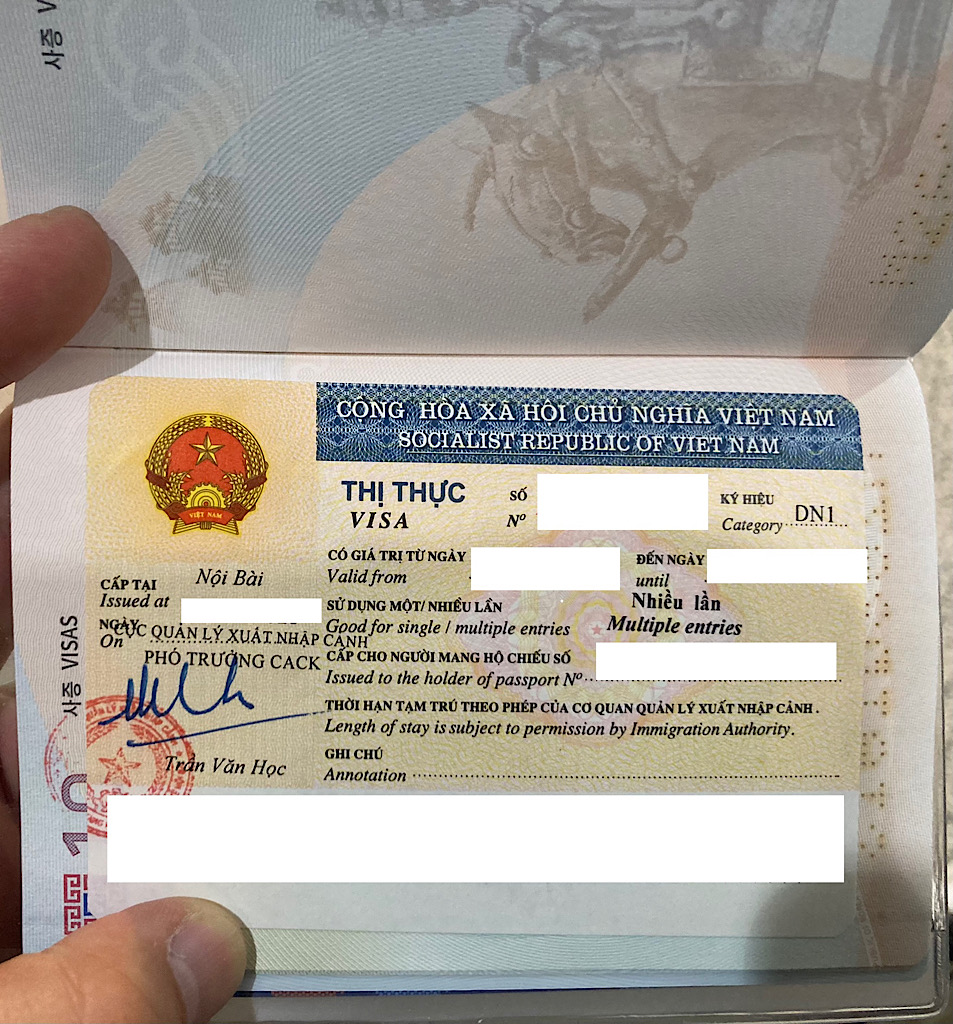 사증 V
CỘNG HÒA XÃ HỘI CHỦ NGHIA VIỆT NAM
SOCIALIST REPUBLIC OF VIET NAM
VIỆT NAM
THỊ THỰC
VISA
SỐ
Nº
KÝ HIỆU
Category DN1
CÓ GIÁ TRỊ TỪ NGÀY
Valid from
ĐẾN NGÀY
until
CẤP TẠI
Issued at
Nội Bài
NGÀY
On
SỬ DỤNG MỘT/ NHIỀU LẦN
Good for single / multiple entries
Nhiều lần
Multiple entries
CỤC QUẢN LÝ XUẤT NHẬP CẢNH
PHÓ TRƯỞNG CACK
CẤP CHO NGƯỜI MANG HỘ CHIẾU SỐ
Issued to the holder of passport Nº
THỜI HẠN TẠM TRÚ THEO PHÉP CỦA CƠ QUAN QUẢN LÝ XUẤT NHẬP CẢNH .
Length of stay is subject to permission by Immigration Authority.
Trần Văn Học
GHI CHÚ
Annotation
사증 VISAS
10